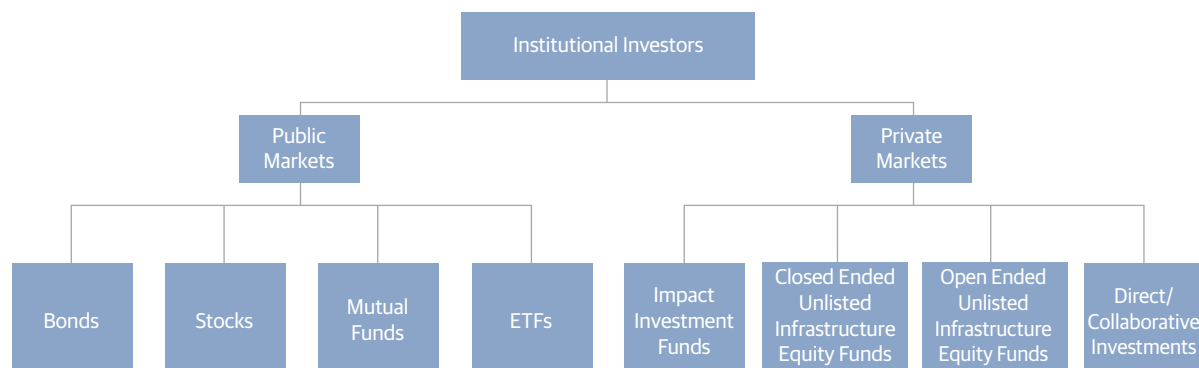 Institutional Investors
Public
Markets
Private
Markets
Bonds
Stocks
Mutual
Funds
ETFs
Impact
Investment
Funds
Closed Ended
Unlisted
Infrastructure
Equity Funds
Open Ended
Unlisted
Infrastructure
Equity Funds
Direct/
Collaborative
Investments